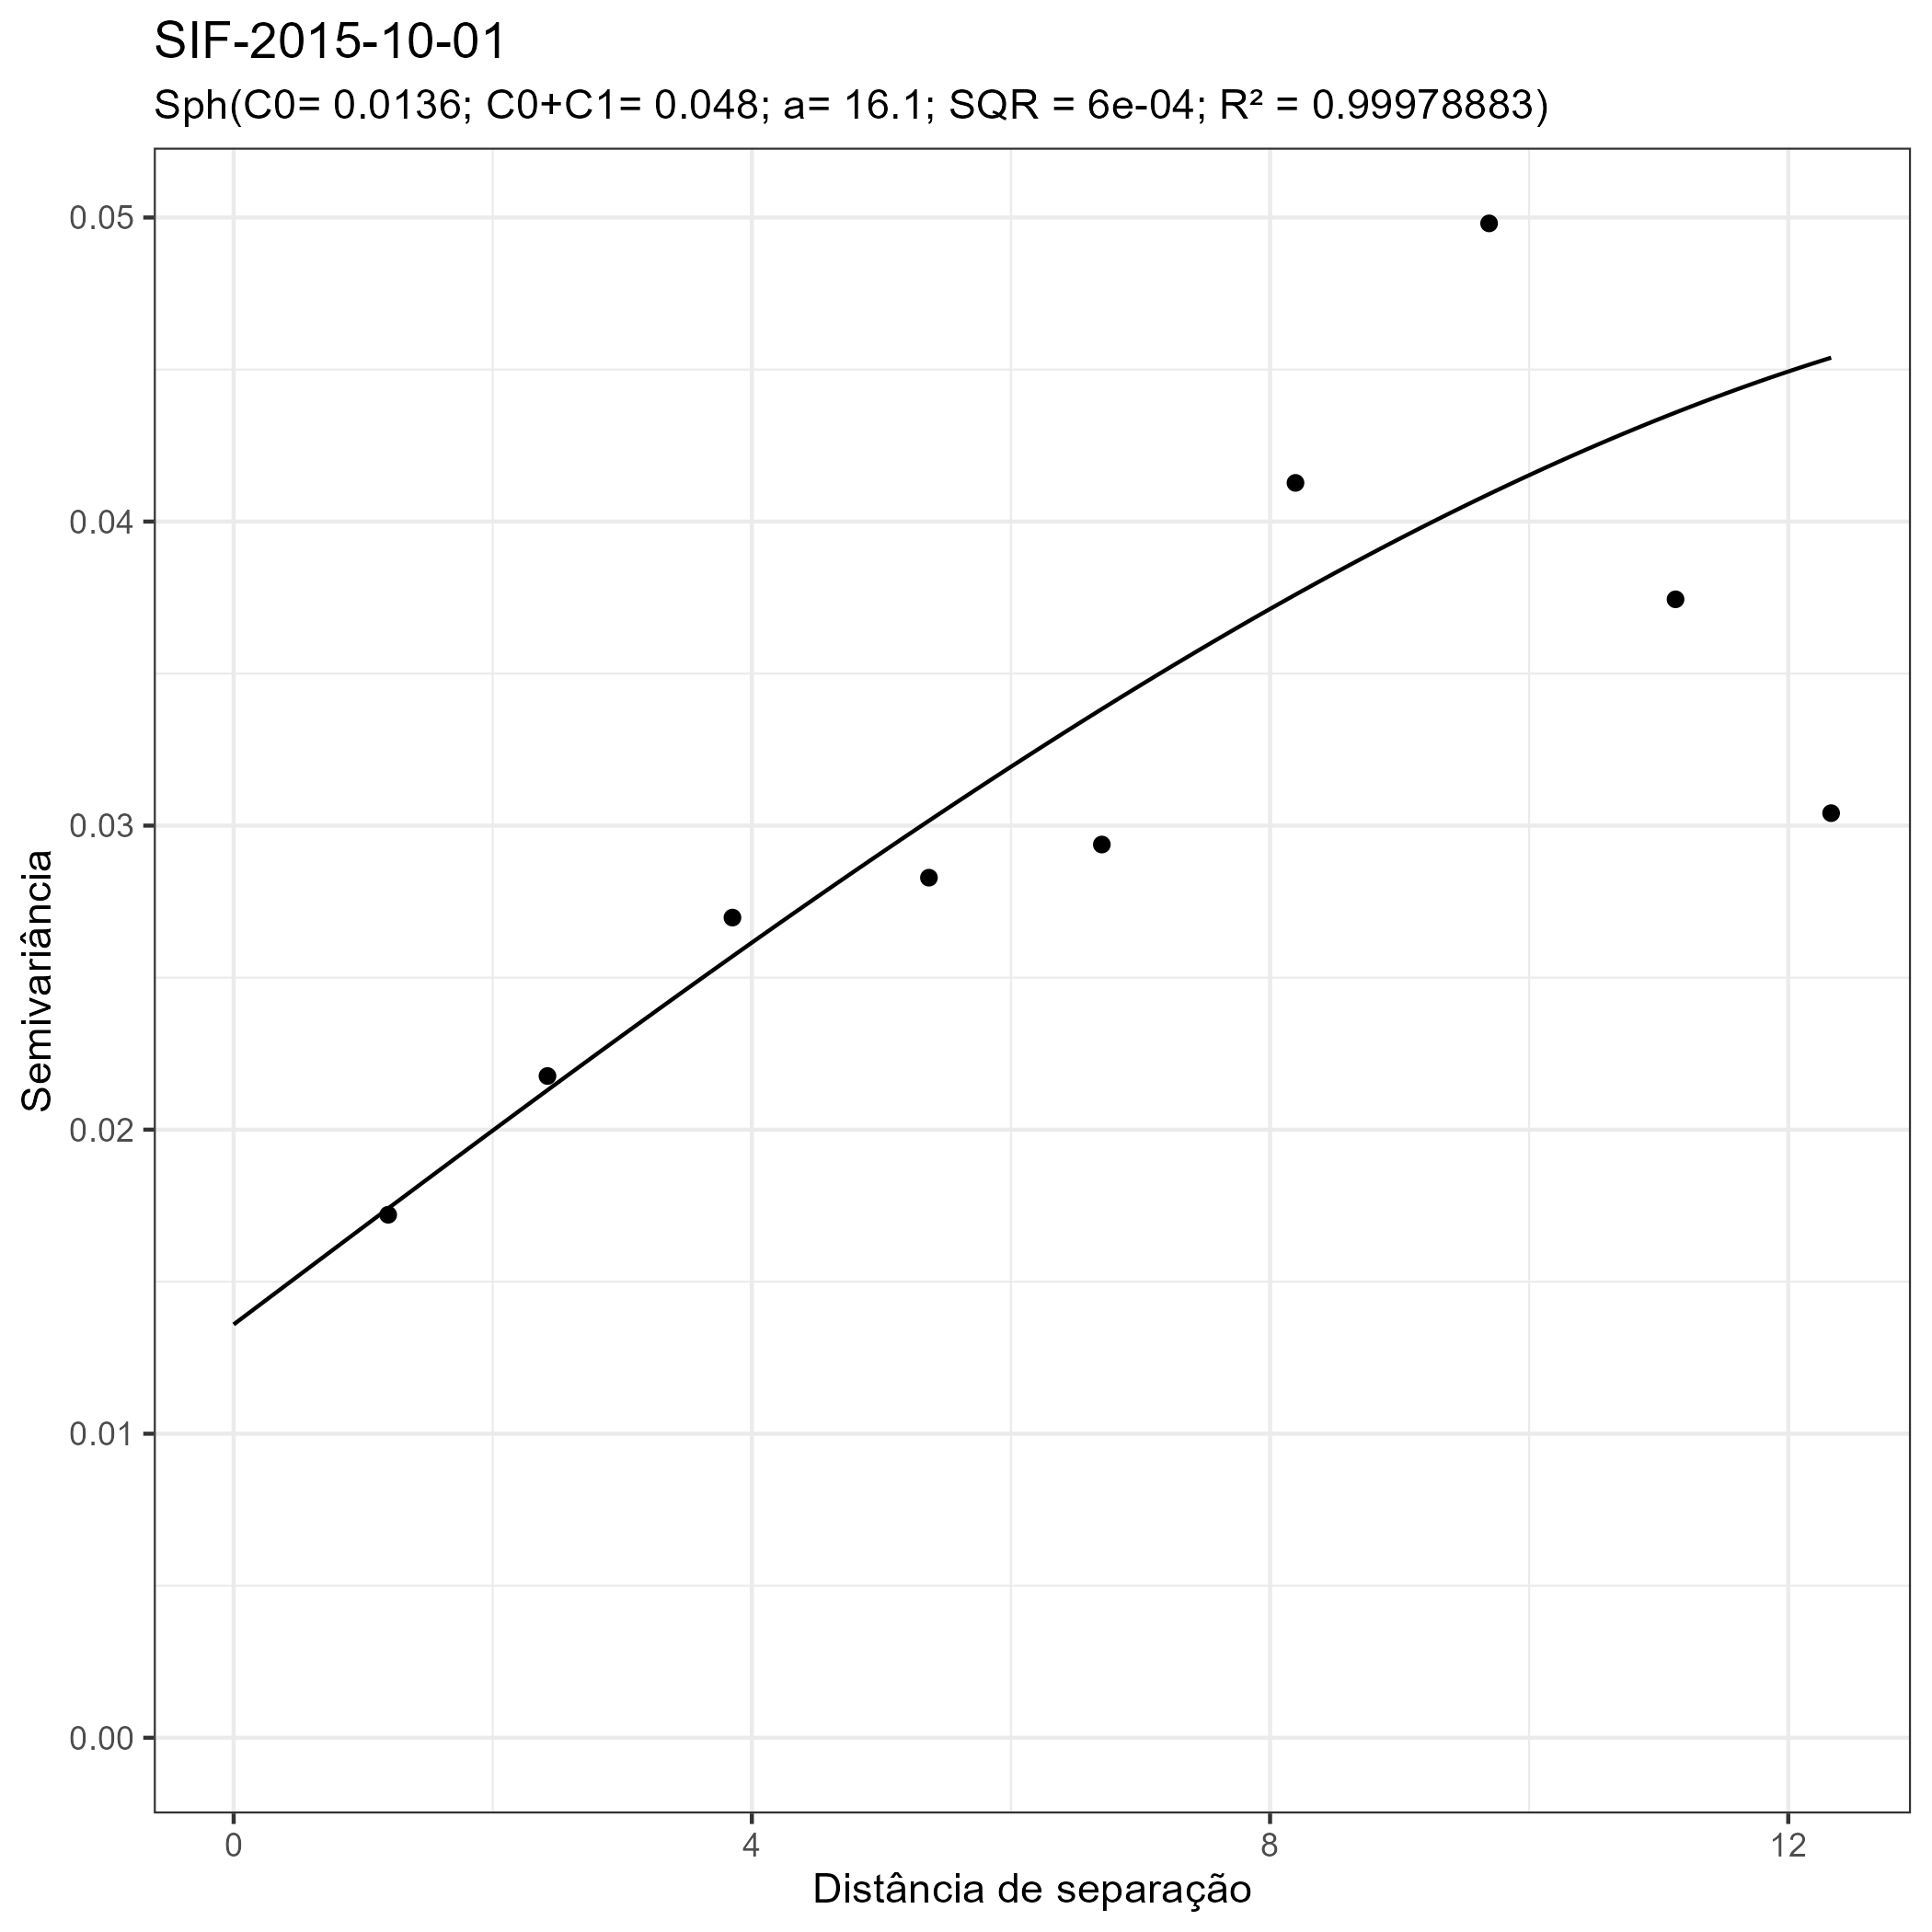 SIF-2015-10-01
Sph(C0= 0.0136; C0+C1= 0.048; a= 16.1; SQR = 6e-04; R² = 0.99978883)
0.05
0.04
0.03
0.02
0.01
0.00
Semivariância
0 4 8 12
Distância de separação